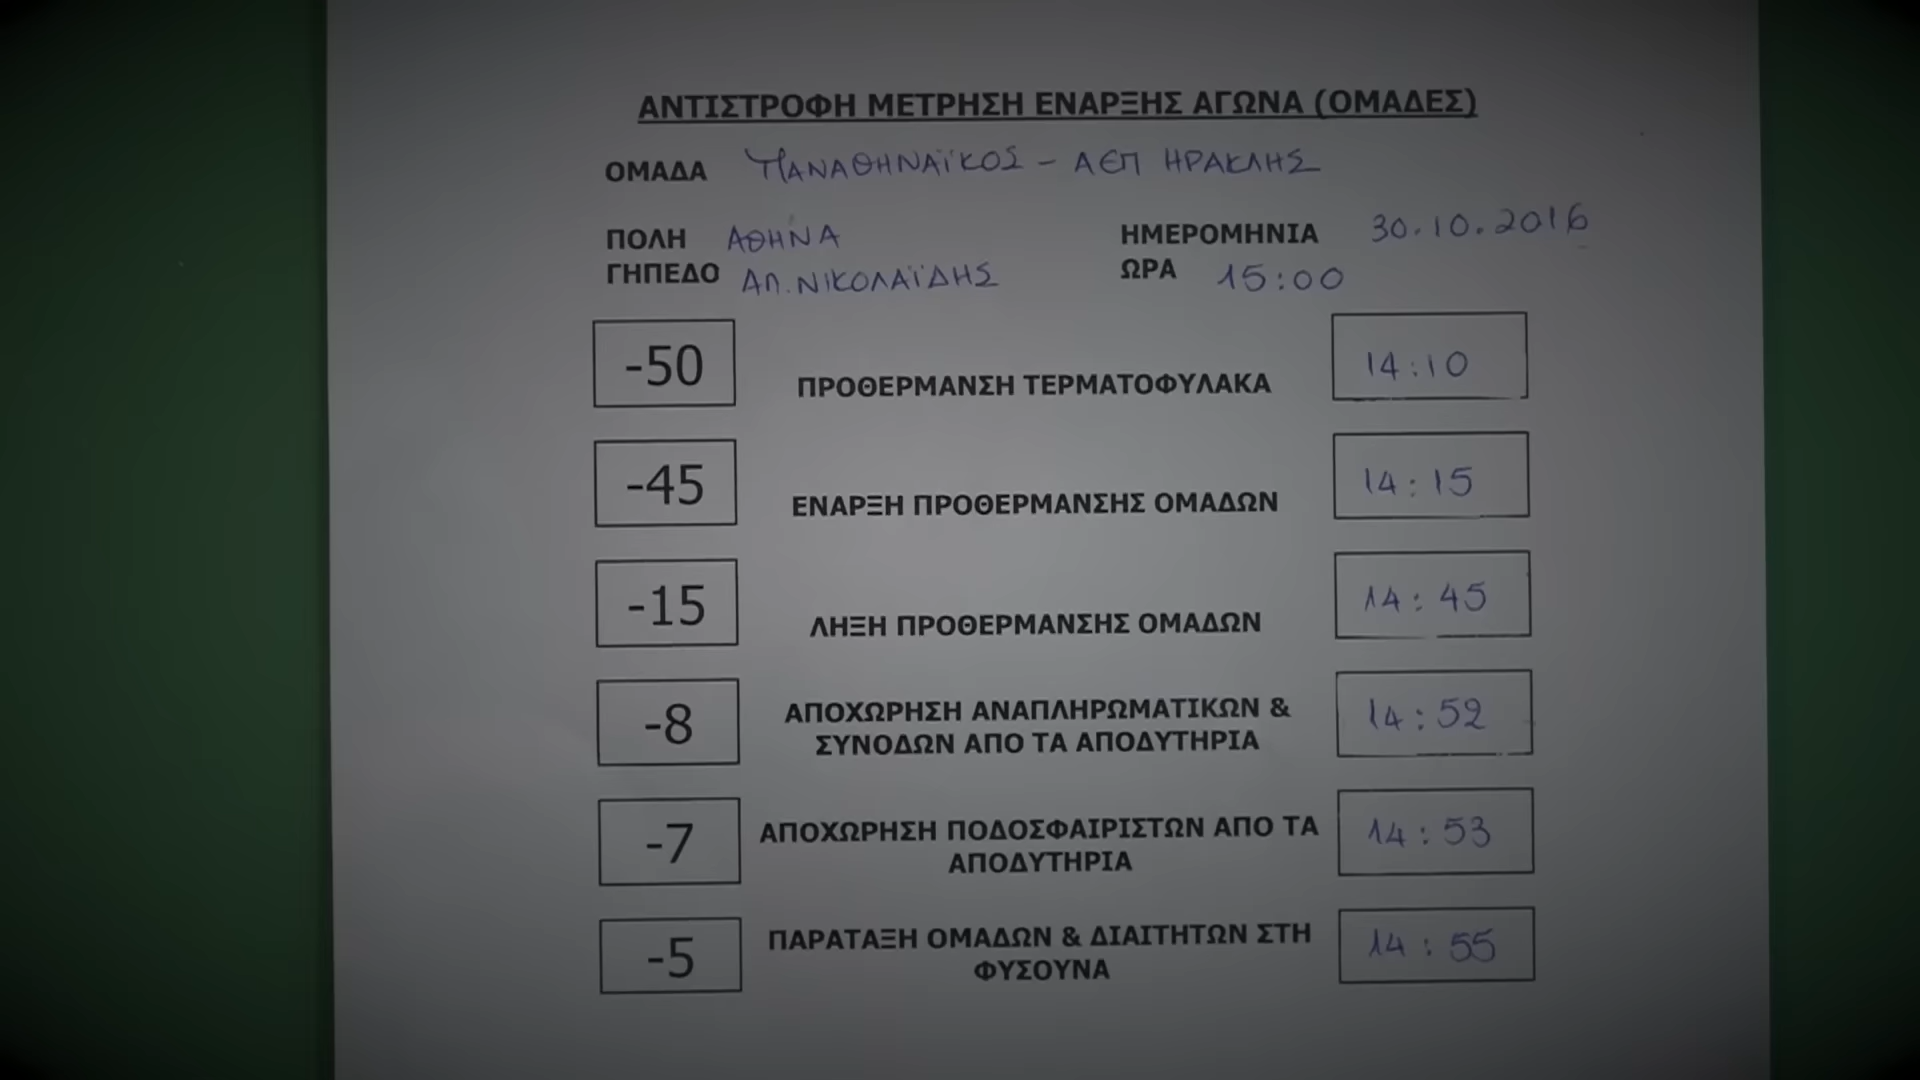 ΑΝΤΙΣΤΡΟΦΗ ΜΕΤΡΗΣΗ ΕΝΑΡΞΗΣ ΑΓΩΝΑ (ΟΜΑΔΕΣ)
ΟΜΑΔΑ ΠΑΝΑΘΗΝΑΪΚΟΣ - ΑΕΠ ΗΡΑΚΛΗΣ
ΠΟΛΗ ΑΘΗΝΑ ΗΜΕΡΟΜΗΝΙΑ 30.10.2016
ΓΗΠΕΔΟ ΑΠ. ΝΙΚΟΛΑΪΔΗΣ ΩΡΑ 15:00
-50 ΠΡΟΘΕΡΜΑΝΣΗ ΤΕΡΜΑΤΟΦΥΛΑΚΑ 14:10
-45 ΕΝΑΡΞΗ ΠΡΟΘΕΡΜΑΝΣΗΣ ΟΜΑΔΩΝ 14:15
-15 ΛΗΞΗ ΠΡΟΘΕΡΜΑΝΣΗΣ ΟΜΑΔΩΝ 14:45
-8 ΑΠΟΧΩΡΗΣΗ ΑΝΑΠΛΗΡΩΜΑΤΙΚΩΝ & 14:52
ΣΥΝΟΔΩΝ ΑΠΟ ΤΑ ΑΠΟΔΥΤΗΡΙΑ
-7 ΑΠΟΧΩΡΗΣΗ ΠΟΔΟΣΦΑΙΡΙΣΤΩΝ ΑΠΟ ΤΑ 14:53
ΑΠΟΔΥΤΗΡΙΑ
-5 ΠΑΡΑΤΑΞΗ ΟΜΑΔΩΝ & ΔΙΑΙΤΗΤΩΝ ΣΤΗ 14:55
ΦΥΣΟΥΝΑ